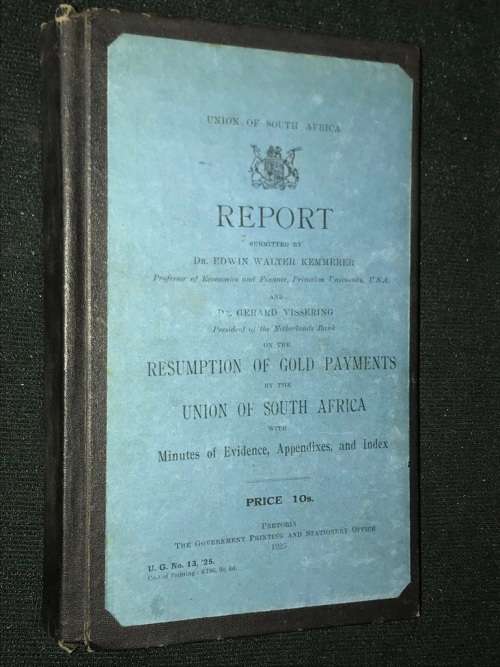 UNION OF SOUTH AFRICA
REPORT
SUBMITTED BY
DR. EDWIN WALTER KEMMERER
Professor of Economics and Finance, Princeton University, U.S.A.
AND
DR. GERARD VISSERING
President of the Netherlands Bank
ON THE
RESUMPTION OF GOLD PAYMENTS
BY THE
UNION OF SOUTH AFRICA
WITH
Minutes of Evidence, Appendixes, and Index
PRICE 10s.
PRETORIA
THE GOVERNMENT PRINTING AND STATIONERY OFFICE
1925
U. G. No. 13, '25.
Cost of Printing: